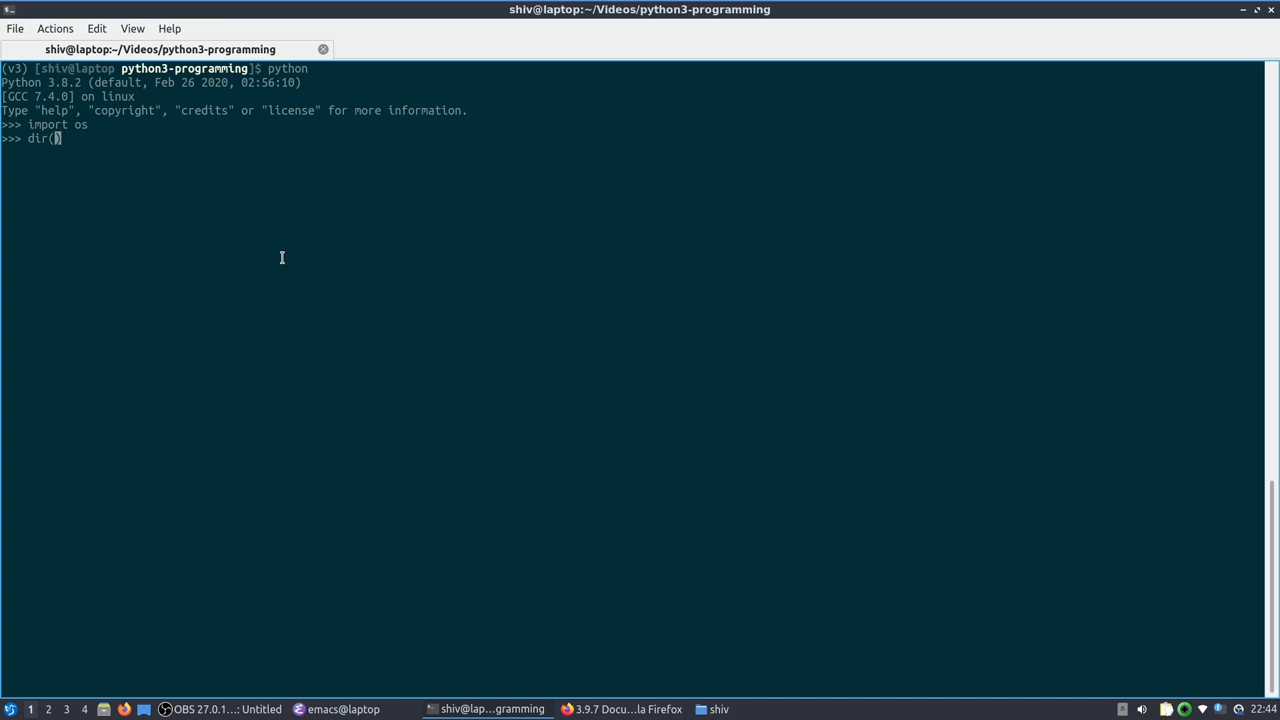 shiv@laptop:~/Videos/python3-programming
File Actions Edit View Help
shiv@laptop:~/Videos/python3-programming
(v3) [shiv@laptop python3-programming]$ python
Python 3.8.2 (default, Feb 26 2020, 02:56:10)
[GCC 7.4.0] on linux
Type "help", "copyright", "credits" or "license" for more information.
>>> import os
>>> dir()
1 2 3 4 OBS 27.0.1...: Untitled emacs@laptop shiv@lap...gramming 3.9.7 Docu...la Firefox shiv 22:44